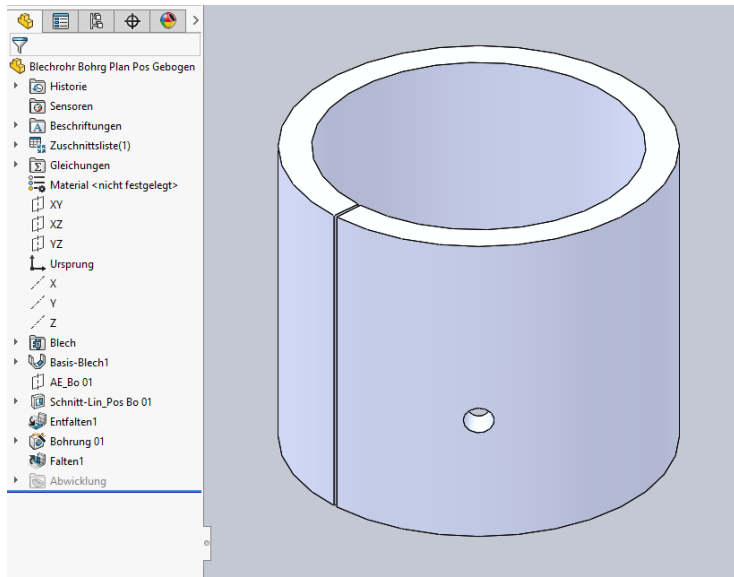 Blechrohr Bohrg Plan Pos Gebogen
Historie
Sensoren
Beschriftungen
Zuschnittsliste(1)
Gleichungen
Material <nicht festgelegt>
XY
XZ
YZ
Ursprung
X
Y
Z
Blech
Basis-Blech1
AE_Bo 01
Schnitt-Lin_Pos Bo 01
Entfalten1
Bohrung 01
Falten1
Abwicklung